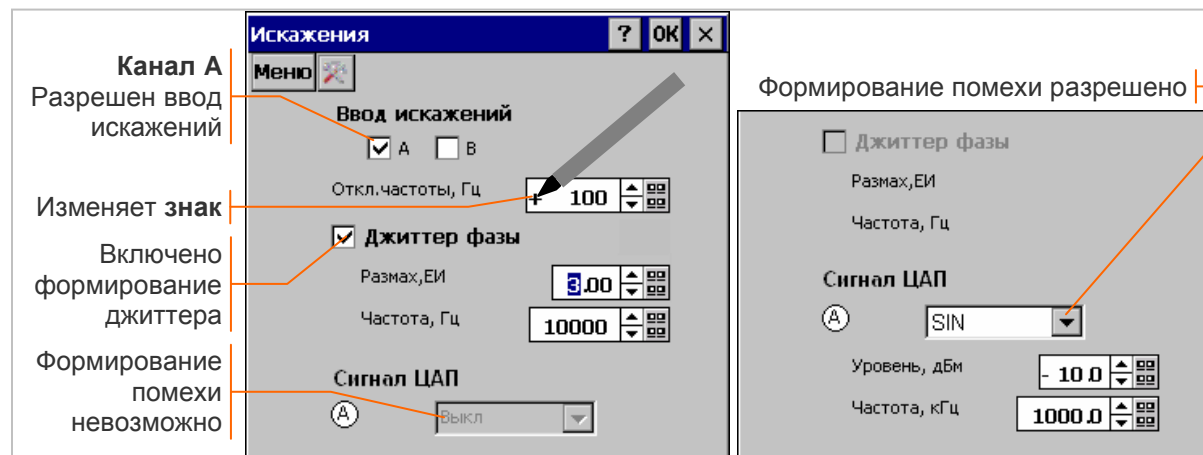 Искажения ? OK ×
Меню
Канал А
Разрешен ввод
искажений
Ввод искажений
A B
Откл.частоты, Гц + 100
Изменяет знак
Джиттер фазы
Включено
формирование
джиттера
Размах,ЕИ 3.00
Частота, Гц 10000
Формирование
помехи
невозможно
Сигнал ЦАП
A Выкл
Формирование помехи разрешено
Джиттер фазы
Размах,ЕИ
Частота, Гц
Сигнал ЦАП
A SIN
Уровень, дБм - 10.0
Частота, кГц 1000.0